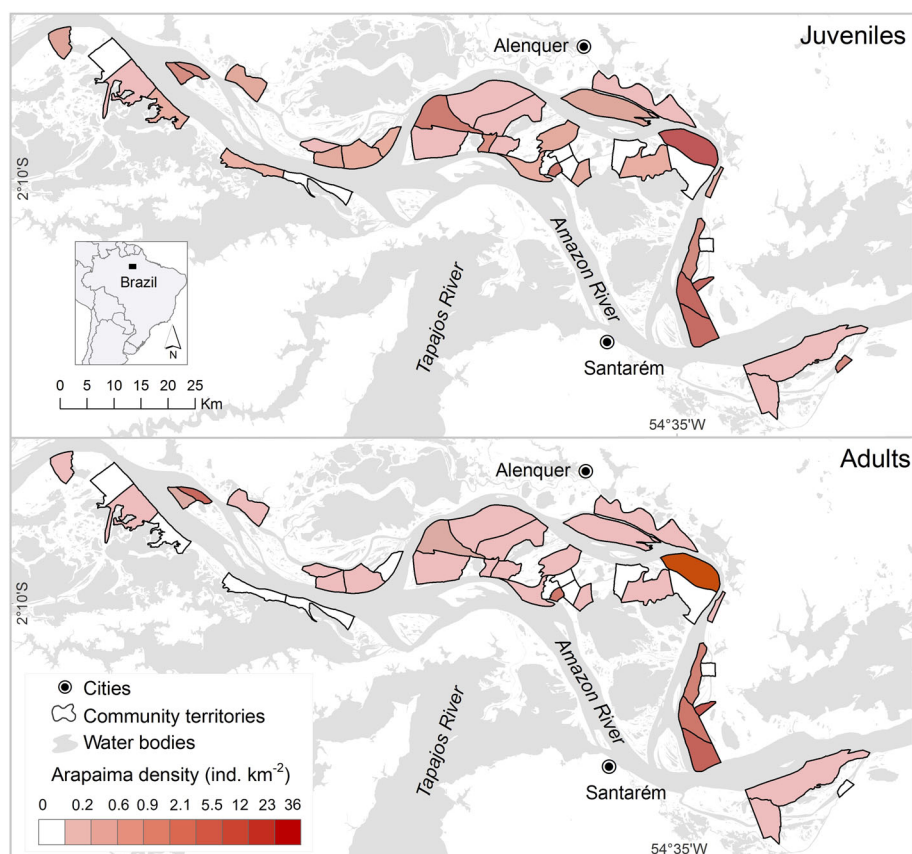 Juveniles
Alenquer
2°10'S
Brazil
N
0 5 10 15 20 25
Km
Tapajos River
Amazon River
Santarém
54°35'W
Adults
Alenquer
2°10'S
Cities
Community territories
Water bodies
Arapaima density (ind. km-2)
0 0.2 0.6 0.9 2.1 5.5 12 23 36
Tapajos River
Amazon River
Santarém
54°35'W